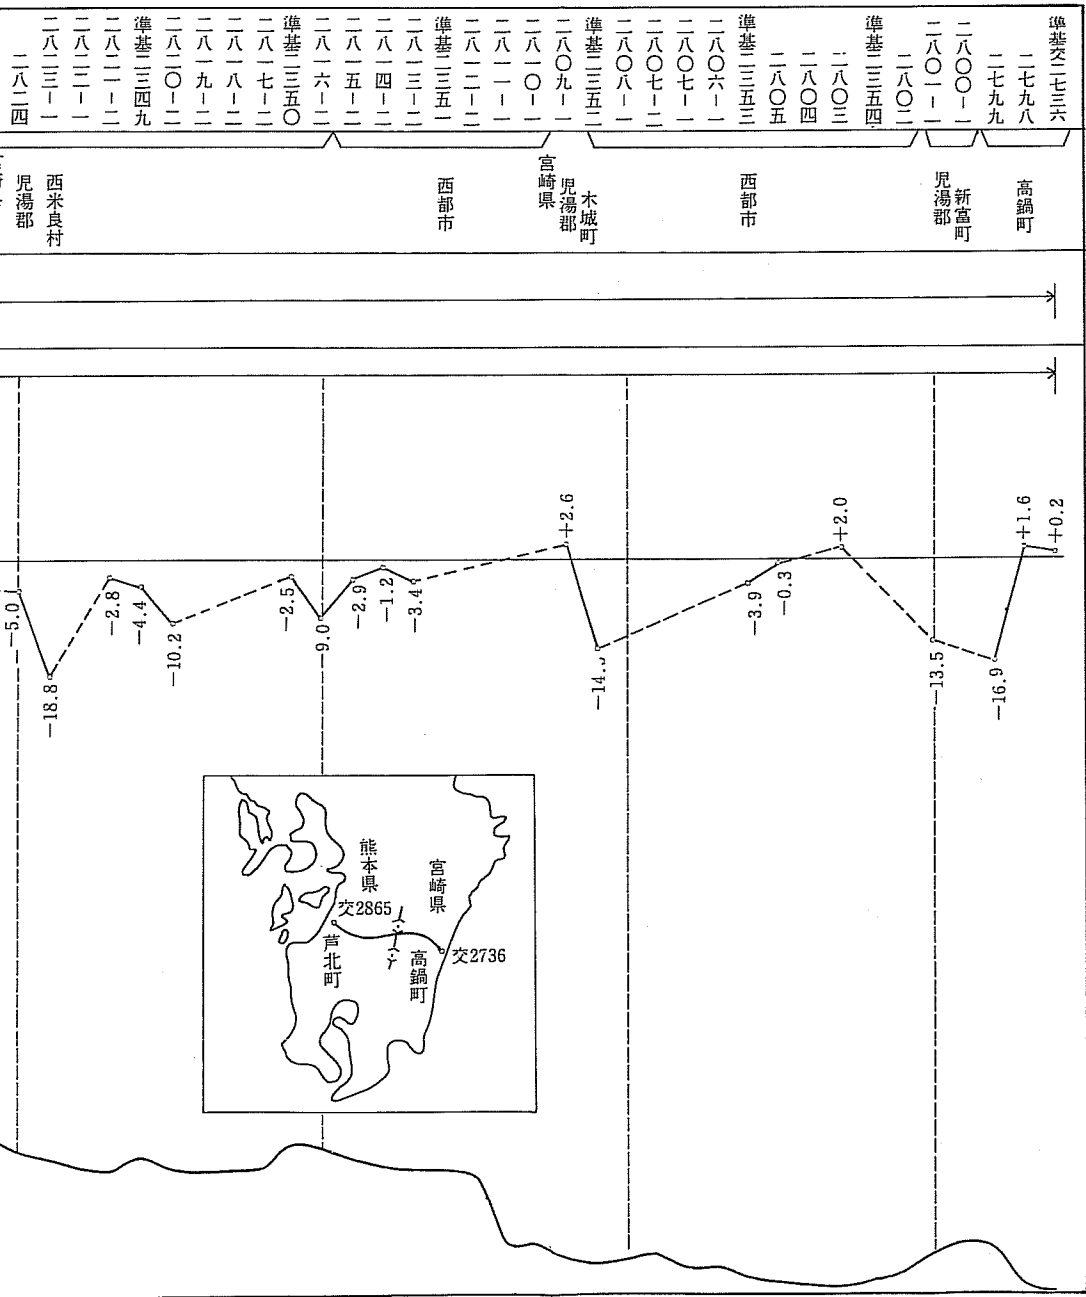 準基交二七三六
二七九八
二七九九
二八〇〇-一
二八〇一-一
二八〇二
準基二三五四
二八〇三
二八〇四
二八〇五
準基二三五三
二八〇六-一
二八〇七-一
二八〇七-二
二八〇八-一
準基二三五二
二八〇九-一
二八一〇-一
二八一一-一
二八一二-二
準基二三五一
二八一三-二
二八一四-二
二八一五-二
二八一六-二
準基二三五〇
二八一七-二
二八一八-二
二八一九-二
二八二〇-二
準基二三四九
二八二一-二
二八二二-一
二八二三-一
二八二四
高鍋町
新富町
児湯郡
西都市
木城町
児湯郡
宮崎県
西都市
西米良村
児湯郡
+0.2
+1.6
-16.9
-13.5
+2.0
-0.3
-3.9
+2.6
-3.4
-1.2
-2.9
9.0
-2.5
-10.2
-4.4
-2.8
-18.8
-5.0
宮崎県
熊本県
交2865
芦北町
高鍋町
交2736